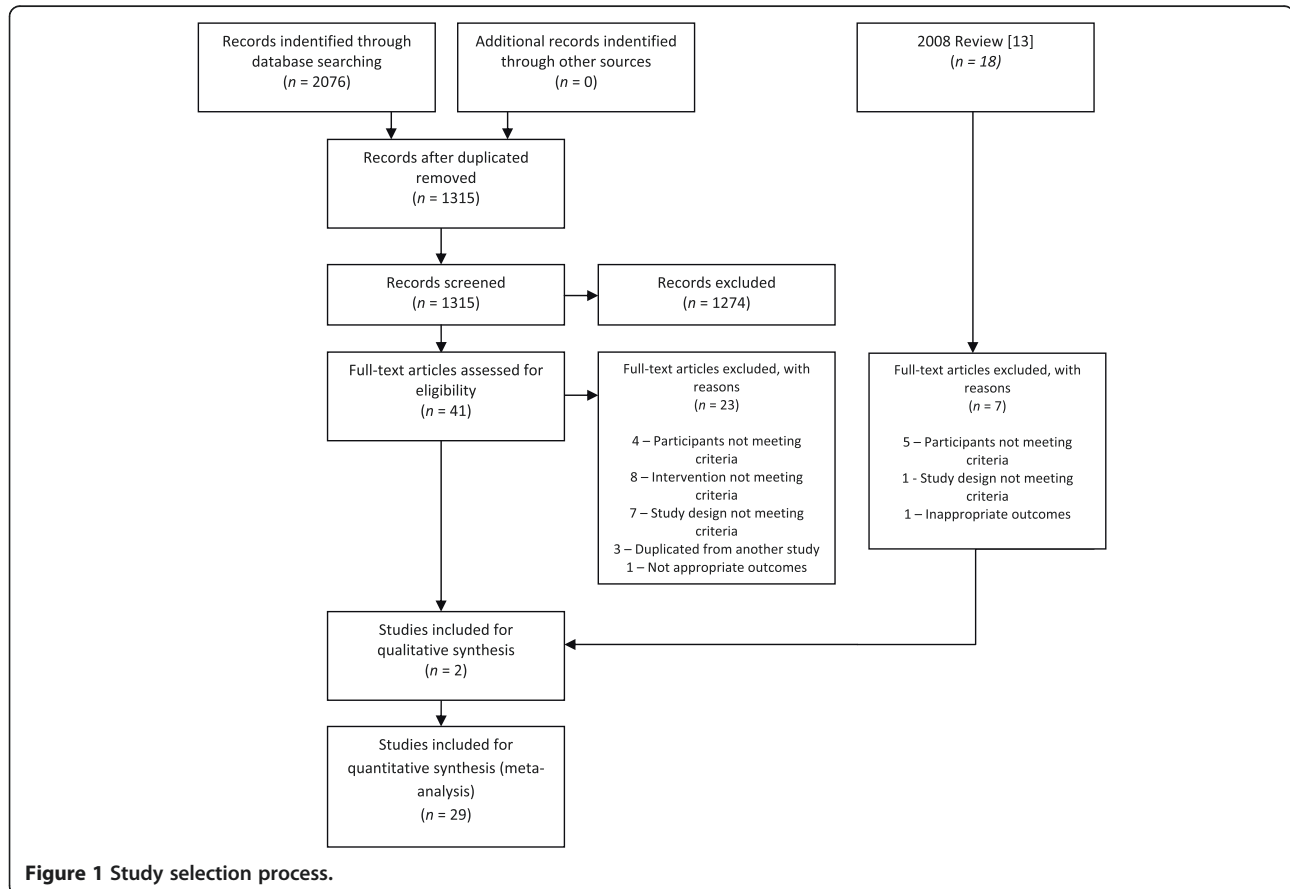 Records indentified through
database searching
(n = 2076)
Additional records indentified
through other sources
(n = 0)
2008 Review [13]
(n = 18)
Records after duplicated
removed
(n = 1315)
Records screened
(n = 1315)
Records excluded
(n = 1274)
Full-text articles assessed for
eligibility
(n = 41)
Full-text articles excluded, with
reasons
(n = 23)
4 – Participants not meeting
criteria
8 – Intervention not meeting
criteria
7 – Study design not meeting
criteria
3 – Duplicated from another study
1 – Not appropriate outcomes
Full-text articles excluded, with
reasons
(n = 7)
5 – Participants not meeting
criteria
1 - Study design not meeting
criteria
1 – Inappropriate outcomes
Studies included for
qualitative synthesis
(n = 2)
Studies included for
quantitative synthesis (meta-
analysis)
(n = 29)
Figure 1 Study selection process.